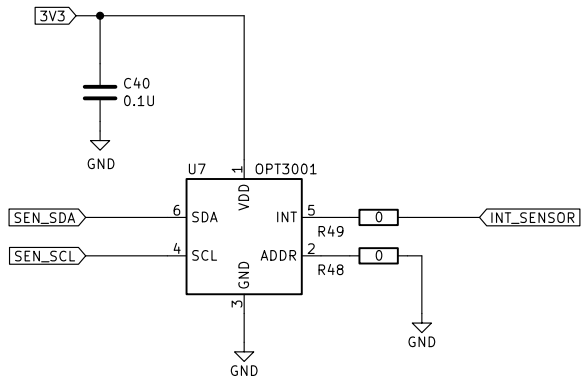 3V3
C40
0.1U
GND
U7 OPT3001
1
VDD
SEN_SDA 6 SDA INT 5 0 INT_SENSOR
R49
SEN_SCL 4 SCL ADDR 2 0
R48
GND
3
GND
GND